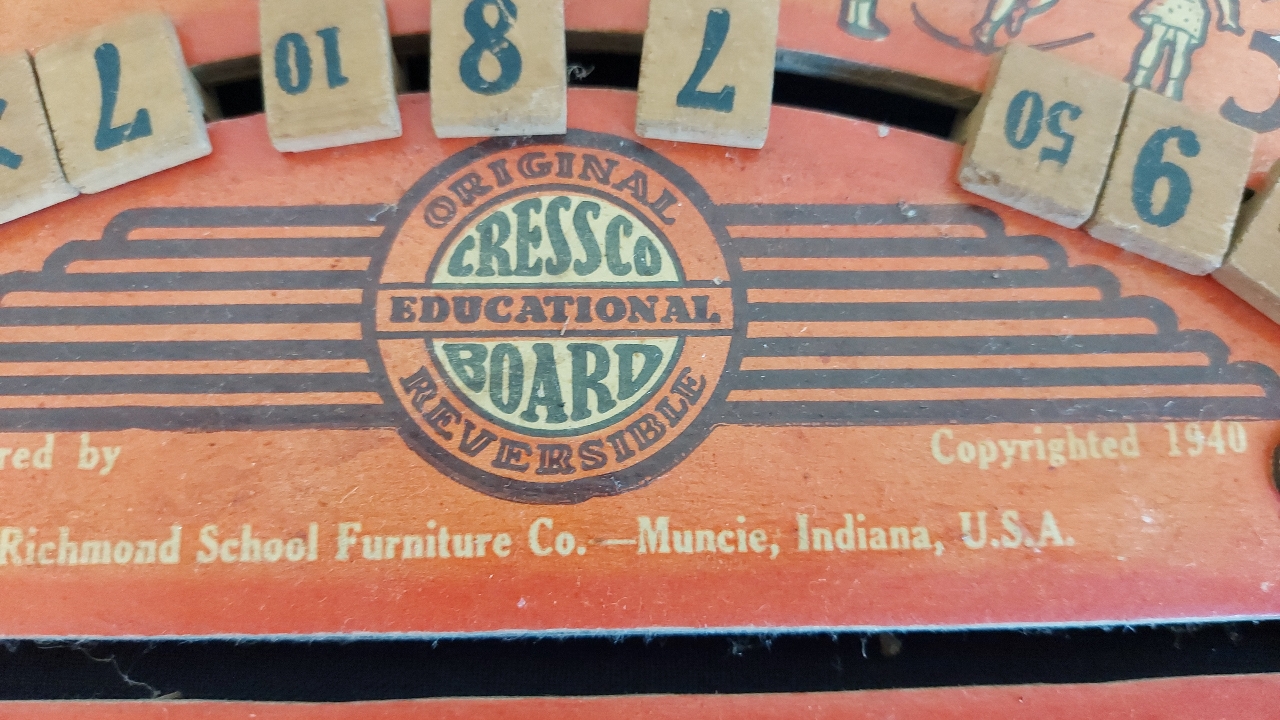 7
10
8
7
50
9
ORIGINAL
CRESSCO
EDUCATIONAL
BOARD
REVERSIBLE
red by
Copyrighted 1940
Richmond School Furniture Co. —Muncie, Indiana, U.S.A.